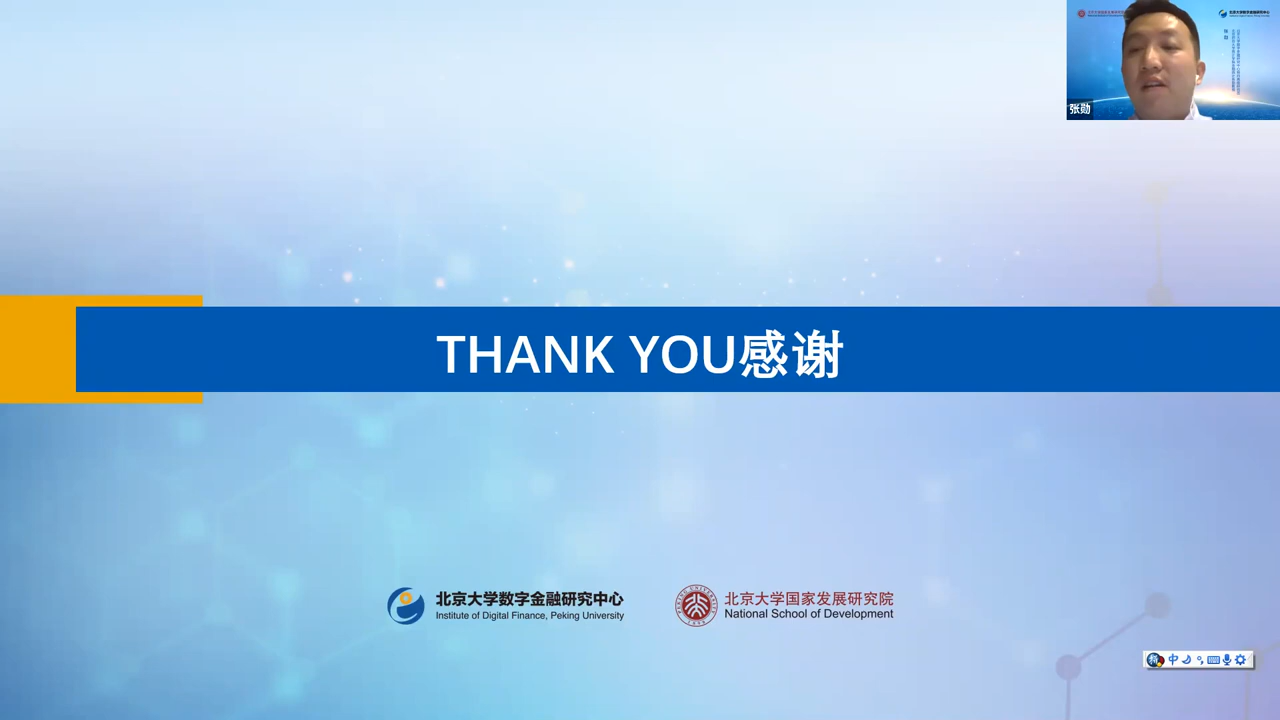 张勋
THANK YOU感谢
北京大学数字金融研究中心
Institute of Digital Finance, Peking University
北京大学国家发展研究院
National School of Development
中